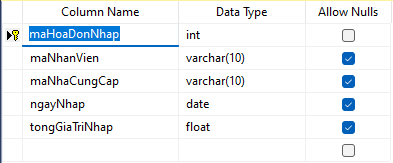 Column Name Data Type Allow Nulls
maHoaDonNhap int
maNhanVien varchar(10)
maNhaCungCap varchar(10)
ngayNhap date
tongGiaTriNhap float